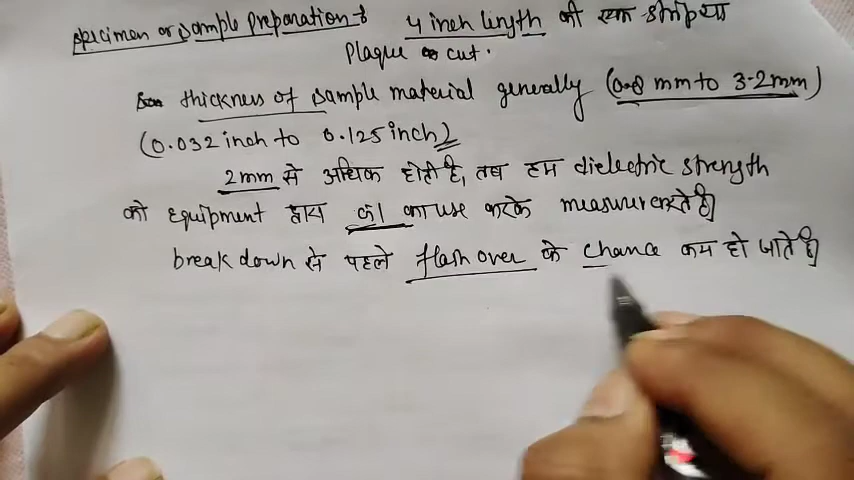 specimen or sample preparation :- 4 inch length की एक strip या
plaque cut.
thickness of sample material generally (0.8 mm to 3.2mm)
(0.032 inch to 0.125 inch)
2mm से अधिक होती है, तब हम dielectric strength
को equipment द्वारा का use करके measure करते है|
break down से पहले flash over के chance कम हो जाते है|